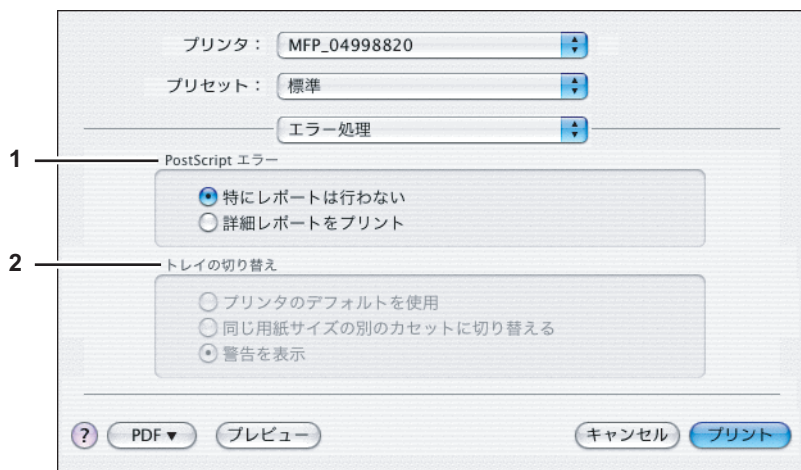 プリンタ： MFP_04998820
プリセット： 標準
エラー処理
1 PostScript エラー
特にレポートは行わない
詳細レポートをプリント
2 トレイの切り替え
プリンタのデフォルトを使用
同じ用紙サイズの別のカセットに切り替える
警告を表示
? PDF▼ プレビュー キャンセル プリント